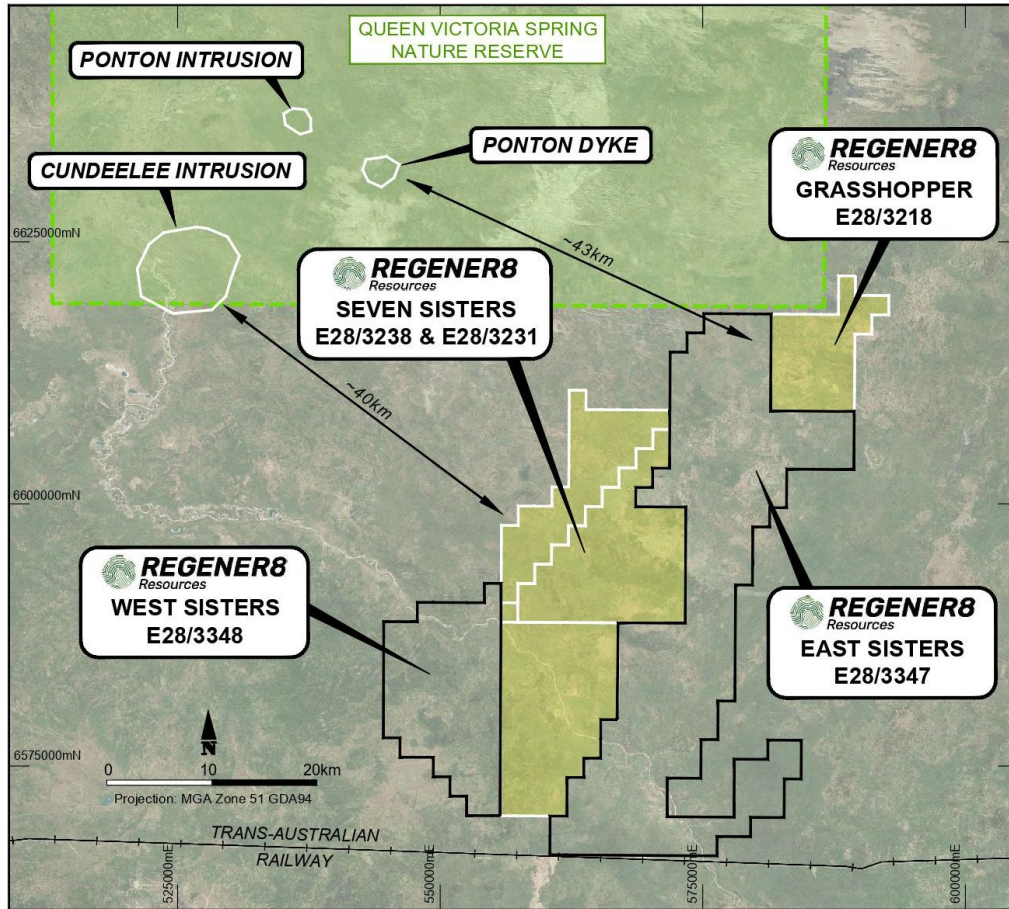 QUEEN VICTORIA SPRING
NATURE RESERVE
PONTON INTRUSION
PONTON DYKE
CUNDEELEE INTRUSION
REGENER8
Resources
GRASSHOPPER
E28/3218
6625000mN
~43km
REGENER8
Resources
SEVEN SISTERS
E28/3238 & E28/3231
~40km
6600000mN
REGENER8
Resources
WEST SISTERS
E28/3348
REGENER8
Resources
EAST SISTERS
E28/3347
N
6575000mN
0 10 20km
Projection: MGA Zone 51 GDA94
TRANS-AUSTRALIAN
RAILWAY
525000mE
550000mE
575000mE
600000mE